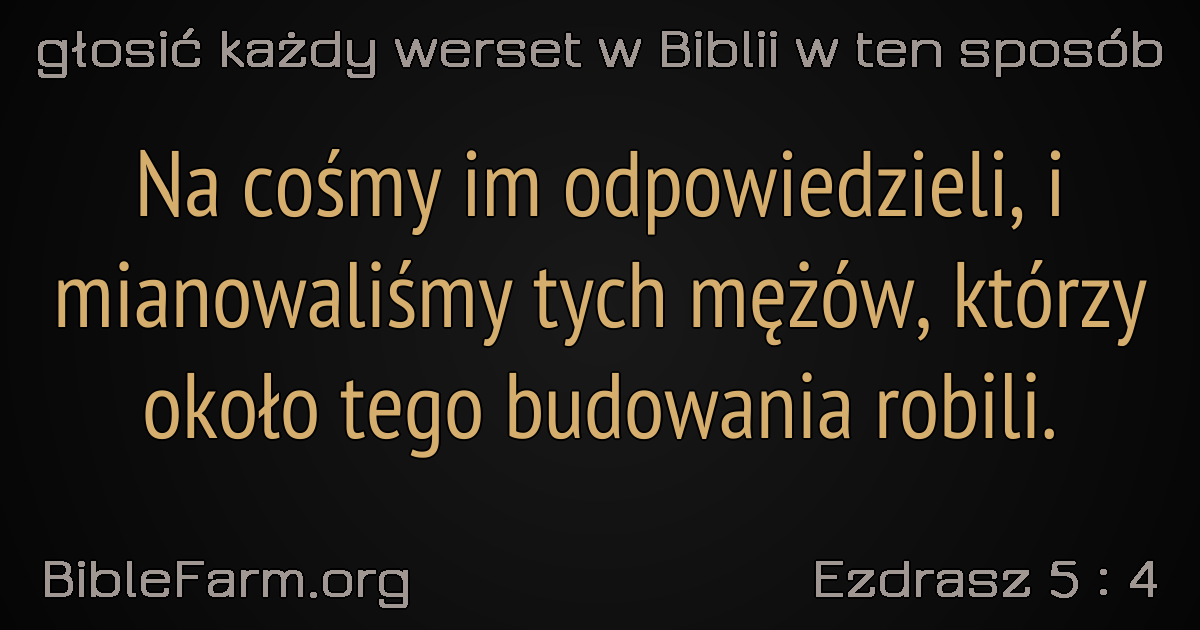 głosić każdy werset w Biblii w ten sposób
Na cośmy im odpowiedzieli, i
mianowaliśmy tych mężów, którzy
około tego budowania robili.
BibleFarm.org
Ezdrasz 5 : 4